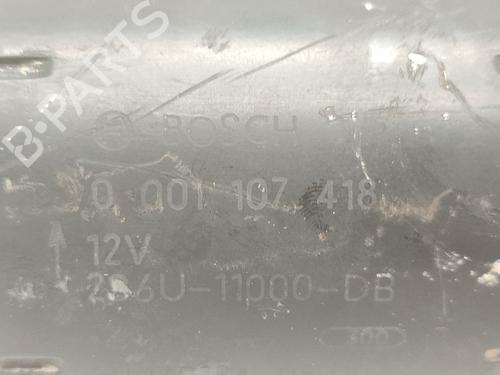 B-PARTS
BOSCH
0 001 107 418
12V
2S6U-11000-DB